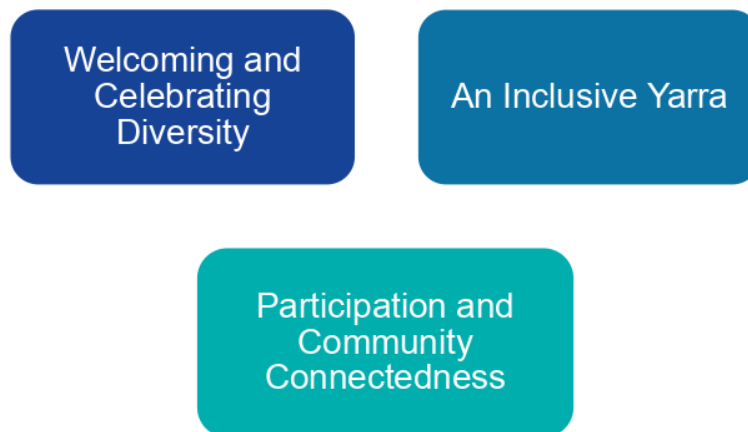 Welcoming and
Celebrating
Diversity
An Inclusive Yarra
Participation and
Community
Connectedness